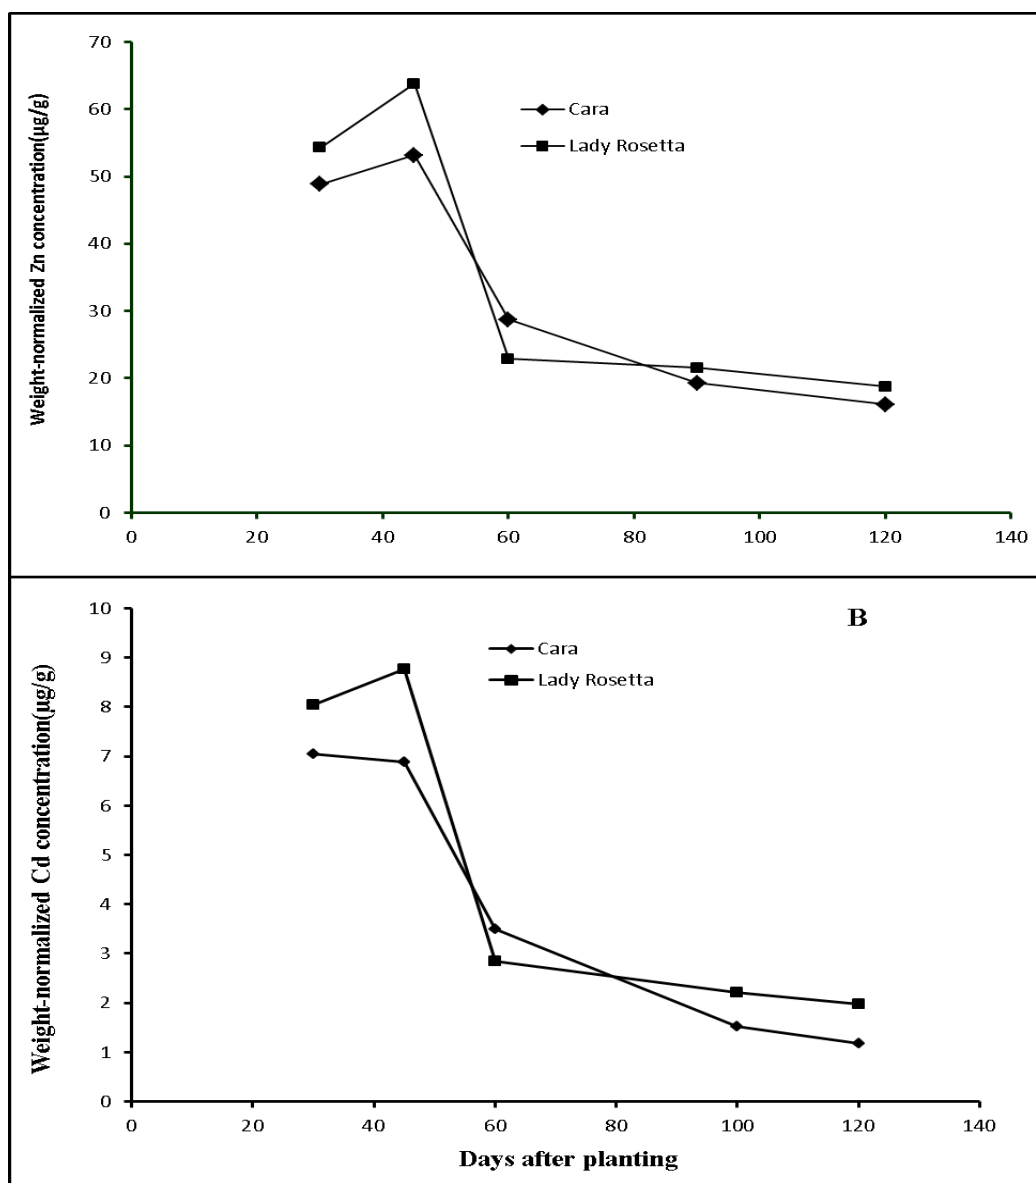 70
60
50
40
30
20
10
0
Weight-normalized Zn concentration(µg/g)
Cara
Lady Rosetta
0 20 40 60 80 100 120 140
B
10
9
8
7
6
5
4
3
2
1
0
Weight-normalized Cd concentration(µg/g)
Cara
Lady Rosetta
0 20 40 60 80 100 120 140
Days after planting